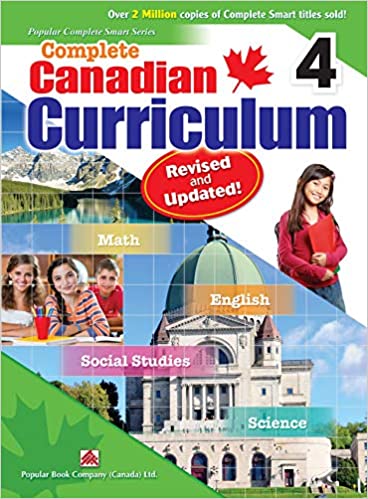 Over 2 Million copies of Complete Smart titles sold!
Popular Complete Smart Series
Complete
Canadian
Curriculum
4
Revised
and
Updated!
Math
English
Social Studies
Science
Popular Book Company (Canada) Ltd.